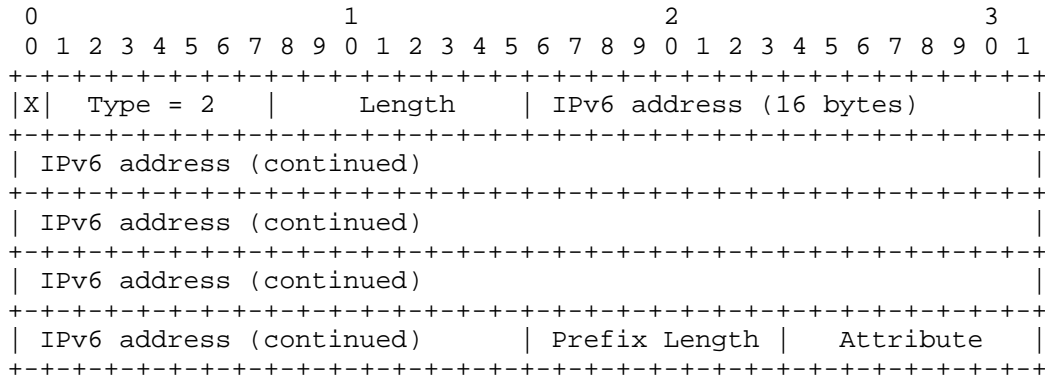 0                   1                   2                   3
 0 1 2 3 4 5 6 7 8 9 0 1 2 3 4 5 6 7 8 9 0 1 2 3 4 5 6 7 8 9 0 1
+-+-+-+-+-+-+-+-+-+-+-+-+-+-+-+-+-+-+-+-+-+-+-+-+-+-+-+-+-+-+-+-+
|X|  Type = 2   |     Length    | IPv6 address (16 bytes)       |
+-+-+-+-+-+-+-+-+-+-+-+-+-+-+-+-+-+-+-+-+-+-+-+-+-+-+-+-+-+-+-+-+
| IPv6 address (continued)                                      |
+-+-+-+-+-+-+-+-+-+-+-+-+-+-+-+-+-+-+-+-+-+-+-+-+-+-+-+-+-+-+-+-+
| IPv6 address (continued)                                      |
+-+-+-+-+-+-+-+-+-+-+-+-+-+-+-+-+-+-+-+-+-+-+-+-+-+-+-+-+-+-+-+-+
| IPv6 address (continued)                                      |
+-+-+-+-+-+-+-+-+-+-+-+-+-+-+-+-+-+-+-+-+-+-+-+-+-+-+-+-+-+-+-+-+
| IPv6 address (continued)      | Prefix Length |   Attribute   |
+-+-+-+-+-+-+-+-+-+-+-+-+-+-+-+-+-+-+-+-+-+-+-+-+-+-+-+-+-+-+-+-+